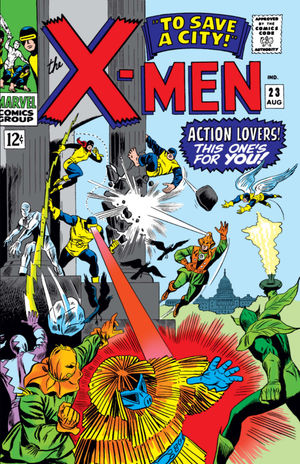 "TO SAVE
A CITY!"
APPROVED
BY THE
COMICS
CODE
AUTHORITY
the
X-MEN
IND.
MARVEL
COMICS
GROUP
12¢
23
AUG
ACTION LOVERS!
THIS ONE'S
FOR YOU!